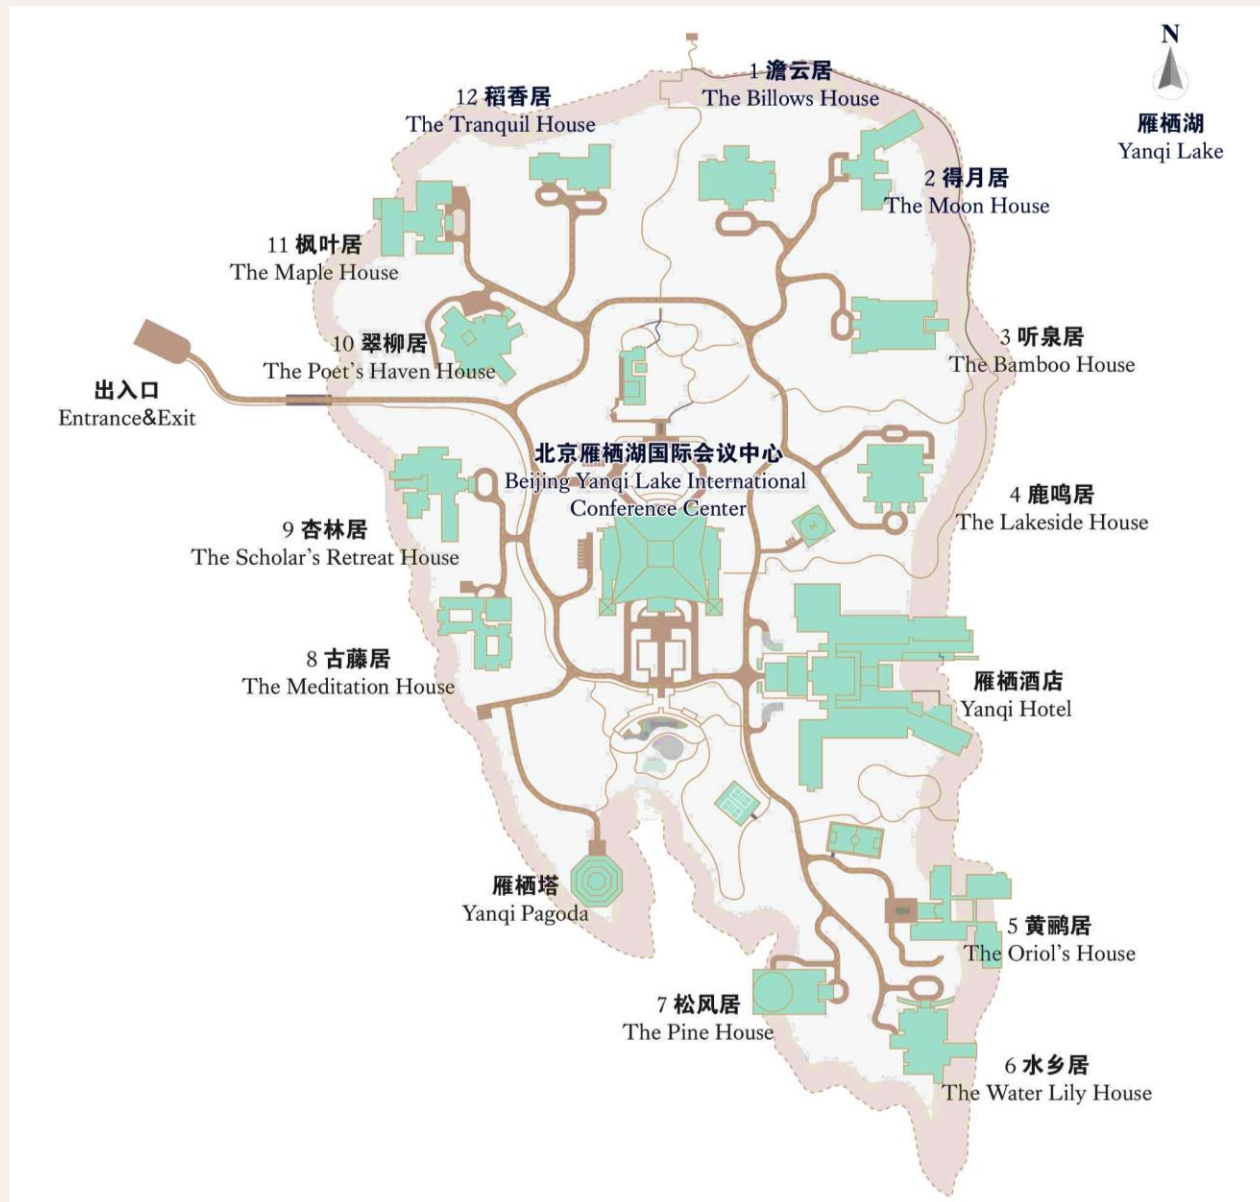 N
雁栖湖
Yanqi Lake
1 澹云居
The Billows House
12 稻香居
The Tranquil House
2 得月居
The Moon House
11 枫叶居
The Maple House
3 听泉居
The Bamboo House
10 翠柳居
The Poet's Haven House
出入口
Entrance&Exit
北京雁栖湖国际会议中心
Beijing Yanqi Lake International
Conference Center
4 鹿鸣居
The Lakeside House
H
9 杏林居
The Scholar's Retreat House
8 古藤居
The Meditation House
雁栖酒店
Yanqi Hotel
雁栖塔
Yanqi Pagoda
5 黄鹂居
The Oriol's House
7 松风居
The Pine House
6 水乡居
The Water Lily House